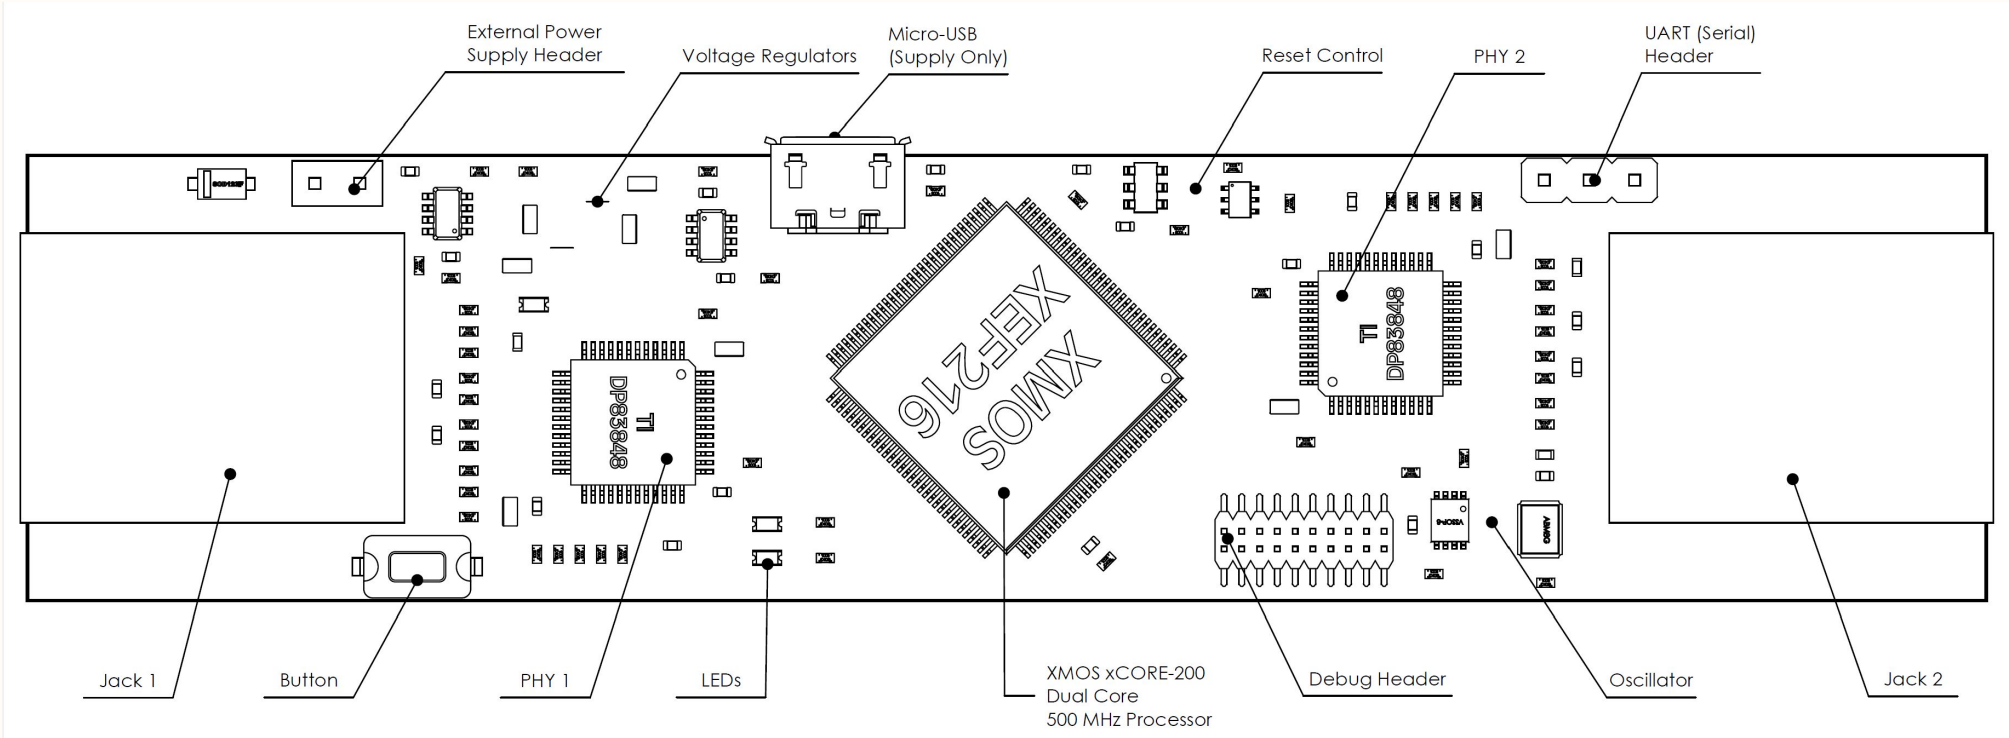 External Power
Supply Header
Voltage Regulators
Micro-USB
(Supply Only)
Reset Control
PHY 2
UART (Serial)
Header
XMOS
XEF216
TI
DP83848
TI
DP83848
VSSOP-8
Jack 1
Button
PHY 1
LEDs
XMOS xCORE-200
Dual Core
500 MHz Processor
Debug Header
Oscillator
Jack 2